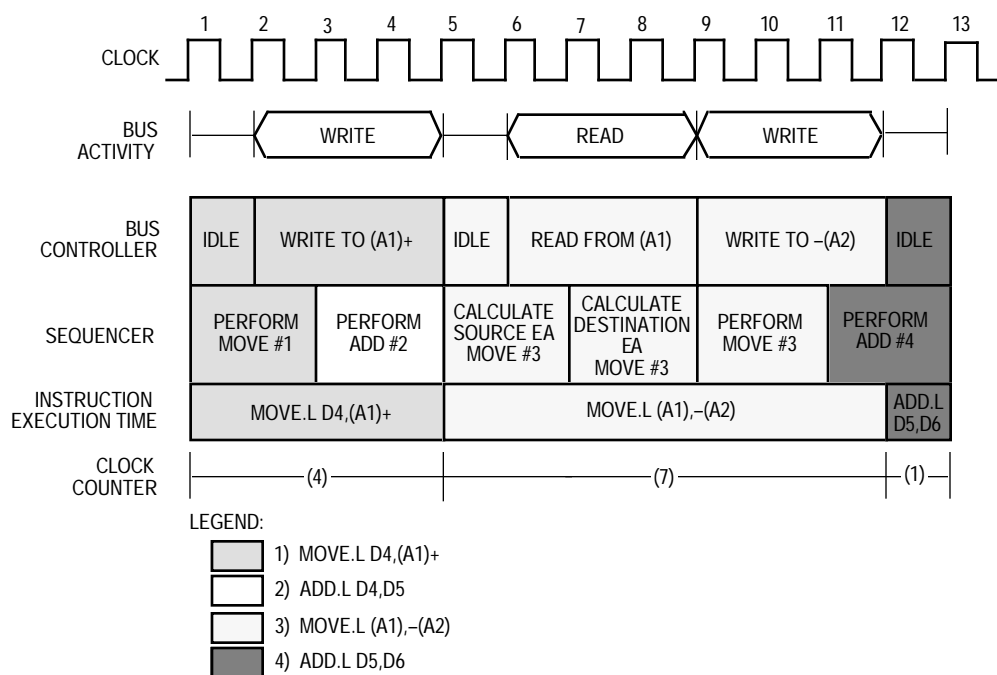 1 2 3 4 5 6 7 8 9 10 11 12 13
CLOCK
BUS
ACTIVITY
WRITE
READ
WRITE
BUS
CONTROLLER
IDLE
WRITE TO (A1)+
IDLE
READ FROM (A1)
WRITE TO –(A2)
IDLE
SEQUENCER
PERFORM
MOVE #1
PERFORM
ADD #2
CALCULATE
SOURCE EA
MOVE #3
CALCULATE
DESTINATION
EA
MOVE #3
PERFORM
MOVE #3
PERFORM
ADD #4
INSTRUCTION
EXECUTION TIME
MOVE.L D4,(A1)+
MOVE.L (A1),–(A2)
ADD.L
D5,D6
CLOCK
COUNTER
(4)
(7)
(1)
LEGEND:
1) MOVE.L D4,(A1)+
2) ADD.L D4,D5
3) MOVE.L (A1),–(A2)
4) ADD.L D5,D6